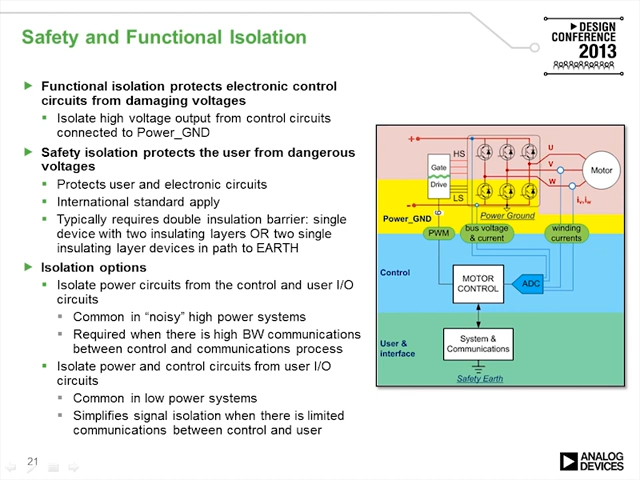 Safety and Functional Isolation
DESIGN
CONFERENCE
2013
Functional isolation protects electronic control
circuits from damaging voltages
Isolate high voltage output from control circuits
connected to Power_GND
Safety isolation protects the user from dangerous
voltages
Protects user and electronic circuits
International standard apply
Typically requires double insulation barrier: single
device with two insulating layers OR two single
insulating layer devices in path to EARTH
Isolation options
Isolate power circuits from the control and user I/O
circuits
Common in “noisy” high power systems
Required when there is high BW communications
between control and communications process
Isolate power and control circuits from user I/O
circuits
Common in low power systems
Simplifies signal isolation when there is limited
communications between control and user
+
HS
Gate
Drive
LS
-
U
V
W
Motor
iv,iw
Power_GND
Power Ground
6
PWM
bus voltage
& current
winding
currents
Control
MOTOR
CONTROL
ADC
User &
interface
System &
Communications
Safety Earth
21
ANALOG
DEVICES